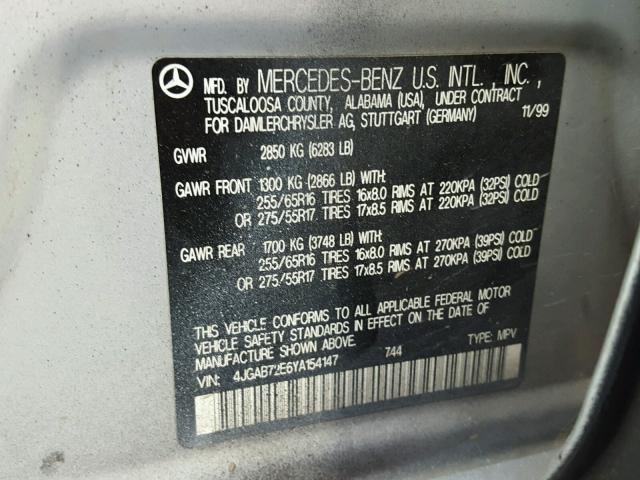 MFD. BY MERCEDES-BENZ U.S. INTL., INC.,
TUSCALOOSA COUNTY, ALABAMA (USA), UNDER CONTRACT
FOR DAIMLERCHRYSLER AG, STUTTGART (GERMANY) 11/99
GVWR 2850 KG (6283 LB)
GAWR FRONT 1300 KG (2866 LB) WITH:
255/65R16 TIRES 16x8.0 RIMS AT 220KPA (32PSI) COLD
OR 275/55R17 TIRES 17x8.5 RIMS AT 220KPA (32PSI) COLD
GAWR REAR 1700 KG (3748 LB) WITH:
255/65R16 TIRES 16x8.0 RIMS AT 270KPA (39PSI) COLD
OR 275/55R17 TIRES 17x8.5 RIMS AT 270KPA (39PSI) COLD
THIS VEHICLE CONFORMS TO ALL APPLICABLE FEDERAL MOTOR
VEHICLE SAFETY STANDARDS IN EFFECT ON THE DATE OF
MANUFACTURE SHOWN ABOVE.
VIN: 4JGAB72E6YA154147 744 TYPE: MPV